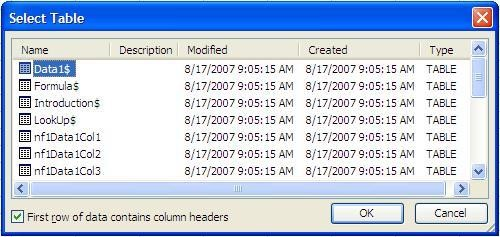 Select Table
Name Description Modified Created Type
Data1$ 8/17/2007 9:05:15 AM 8/17/2007 9:05:15 AM TABLE
Formula$ 8/17/2007 9:05:15 AM 8/17/2007 9:05:15 AM TABLE
Introduction$ 8/17/2007 9:05:15 AM 8/17/2007 9:05:15 AM TABLE
LookUp$ 8/17/2007 9:05:15 AM 8/17/2007 9:05:15 AM TABLE
nf1Data1Col1 8/17/2007 9:05:15 AM 8/17/2007 9:05:15 AM TABLE
nf1Data1Col2 8/17/2007 9:05:15 AM 8/17/2007 9:05:15 AM TABLE
nf1Data1Col3 8/17/2007 9:05:15 AM 8/17/2007 9:05:15 AM TABLE
First row of data contains column headers OK Cancel